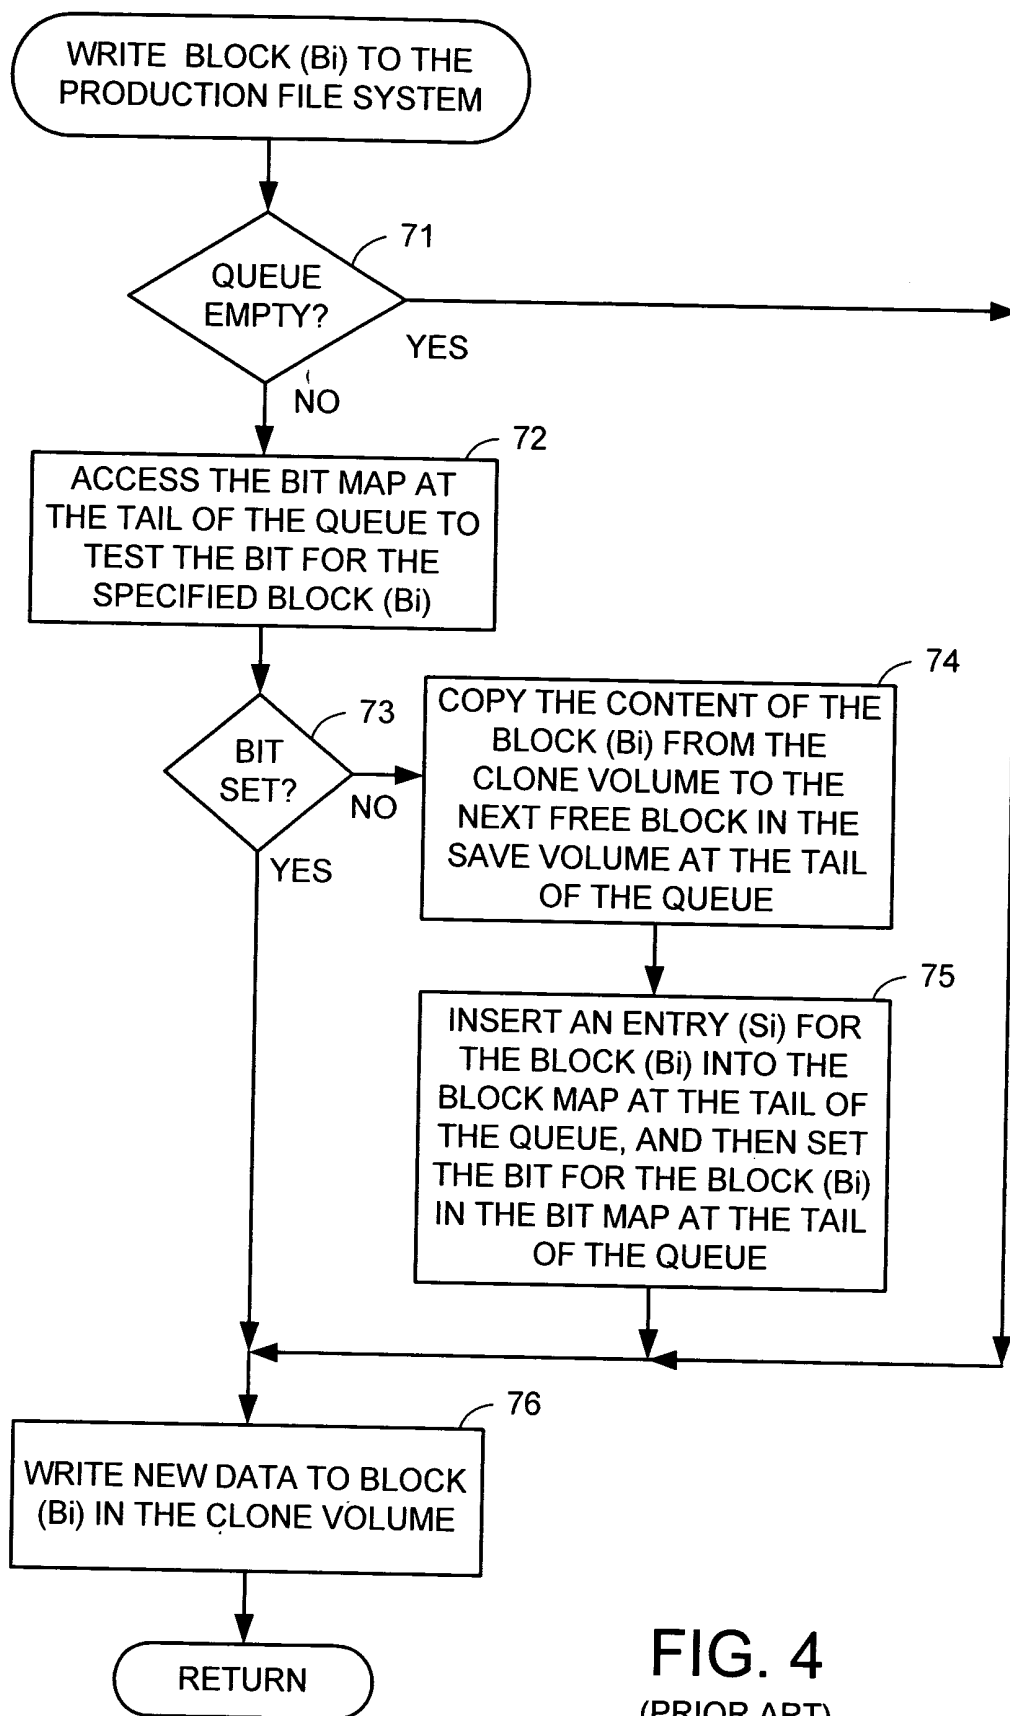 WRITE BLOCK (Bi) TO THE
PRODUCTION FILE SYSTEM
71
QUEUE
EMPTY?
YES
NO
72
ACCESS THE BIT MAP AT
THE TAIL OF THE QUEUE TO
TEST THE BIT FOR THE
SPECIFIED BLOCK (Bi)
73
BIT
SET?
NO
YES
74
COPY THE CONTENT OF THE
BLOCK (Bi) FROM THE
CLONE VOLUME TO THE
NEXT FREE BLOCK IN THE
SAVE VOLUME AT THE TAIL
OF THE QUEUE
75
INSERT AN ENTRY (Si) FOR
THE BLOCK (Bi) INTO THE
BLOCK MAP AT THE TAIL OF
THE QUEUE, AND THEN SET
THE BIT FOR THE BLOCK (Bi)
IN THE BIT MAP AT THE TAIL
OF THE QUEUE
76
WRITE NEW DATA TO BLOCK
(Bi) IN THE CLONE VOLUME
RETURN
FIG. 4
(PRIOR ART)